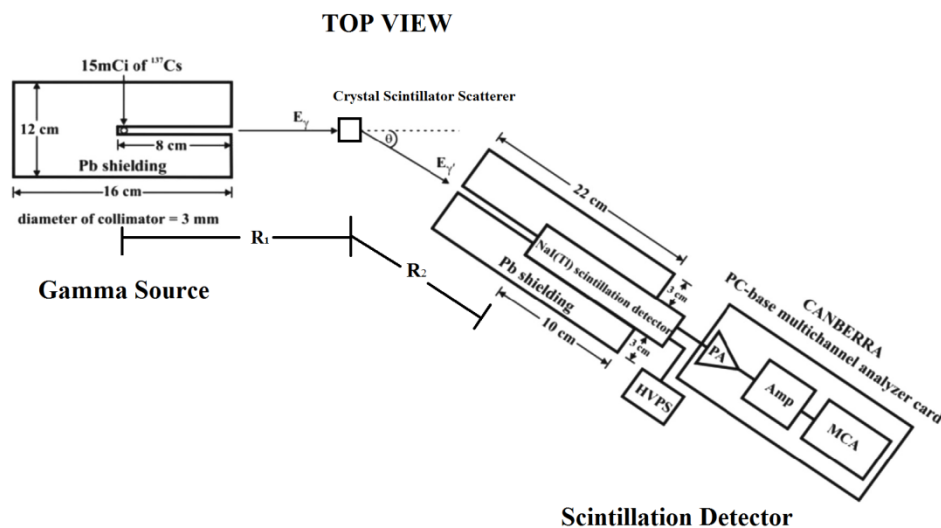 TOP VIEW
15mCi of ¹³⁷Cs
Crystal Scintillator Scatterer
12 cm
Eγ
θ
8 cm
Eγ'
Pb shielding
22 cm
16 cm
diameter of collimator = 3 mm
R₁
R₂
NaI(Tl) scintillation detector
Pb shielding
3 cm
10 cm
3 cm
CANBERRA
PC-base multichannel analyzer card
Gamma Source
PA
HVPS
Amp
MCA
Scintillation Detector